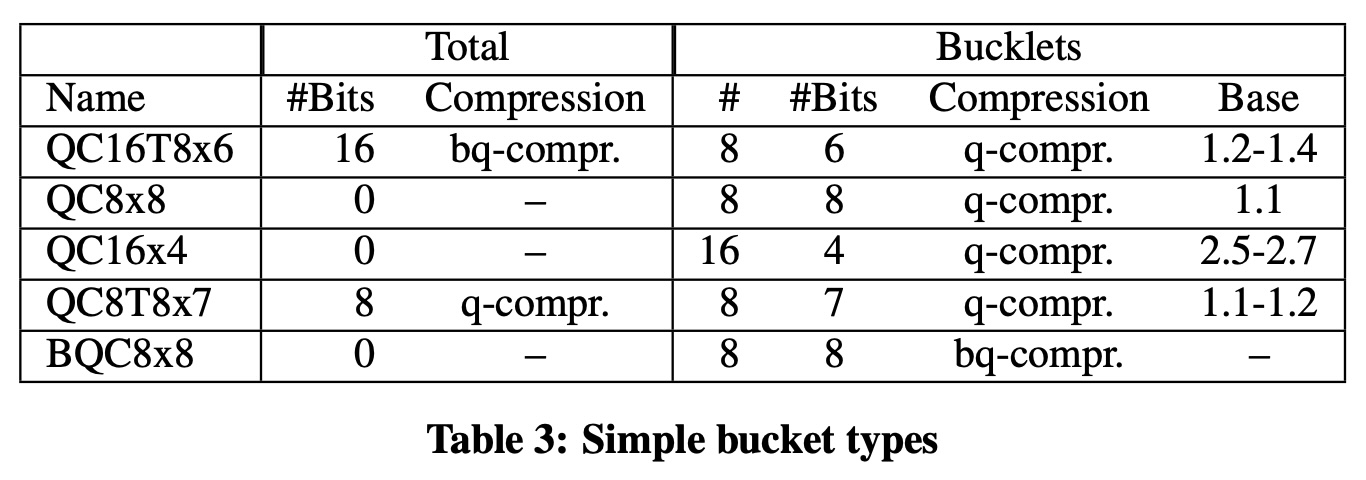 Total Bucklets
Name #Bits Compression # #Bits Compression Base
QC16T8x6 16 bq-compr. 8 6 q-compr. 1.2-1.4
QC8x8 0 – 8 8 q-compr. 1.1
QC16x4 0 – 16 4 q-compr. 2.5-2.7
QC8T8x7 8 q-compr. 8 7 q-compr. 1.1-1.2
BQC8x8 0 – 8 8 bq-compr. –
Table 3: Simple bucket types